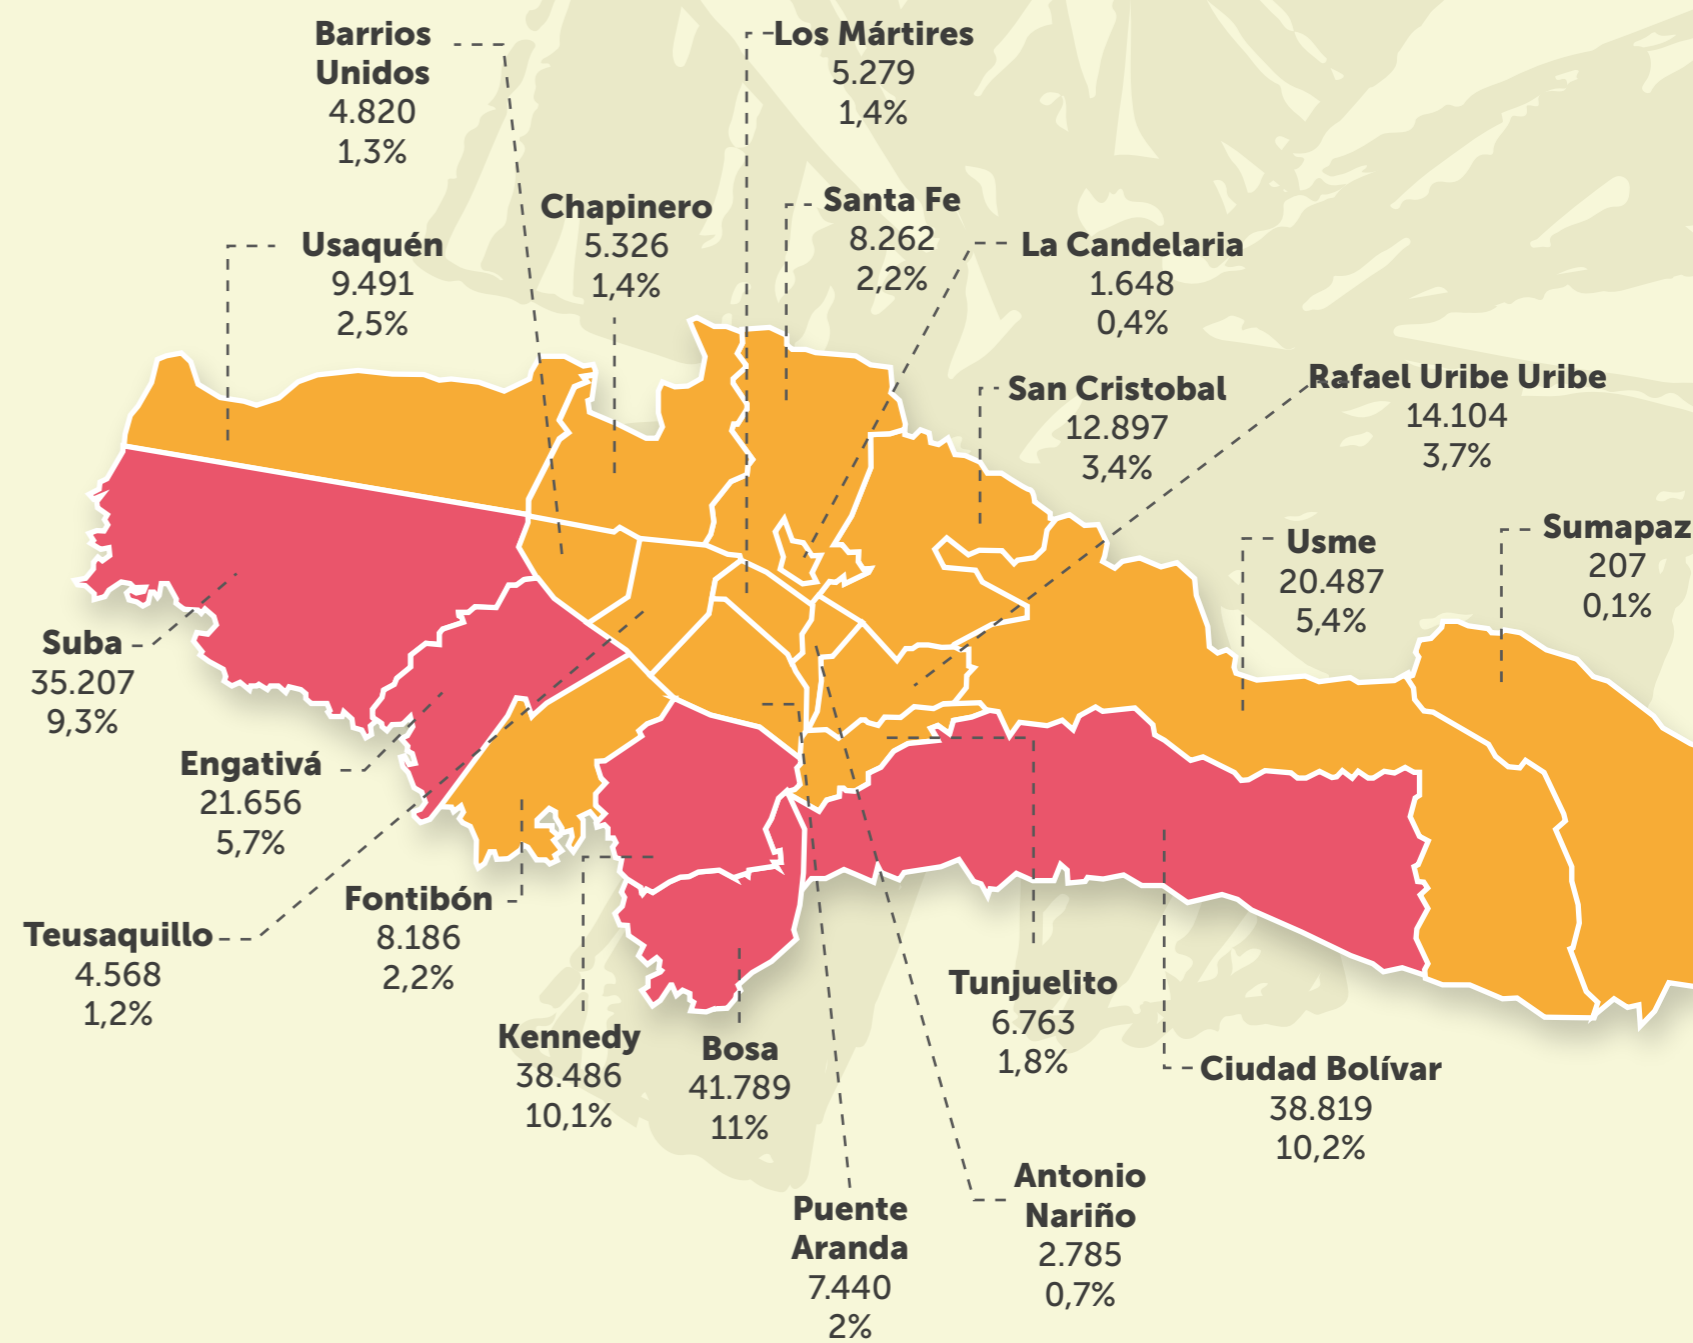 Barrios
Unidos
4.820
1,3%
Los Mártires
5.279
1,4%
Chapinero
5.326
1,4%
Santa Fe
8.262
2,2%
Usaquén
9.491
2,5%
La Candelaria
1.648
0,4%
San Cristobal
12.897
3,4%
Rafael Uribe Uribe
14.104
3,7%
Usme
20.487
5,4%
Sumapaz
207
0,1%
Suba
35.207
9,3%
Engativá
21.656
5,7%
Fontibón
8.186
2,2%
Teusaquillo
4.568
1,2%
Kennedy
38.486
10,1%
Bosa
41.789
11%
Tunjuelito
6.763
1,8%
Ciudad Bolívar
38.819
10,2%
Puente
Aranda
7.440
2%
Antonio
Nariño
2.785
0,7%